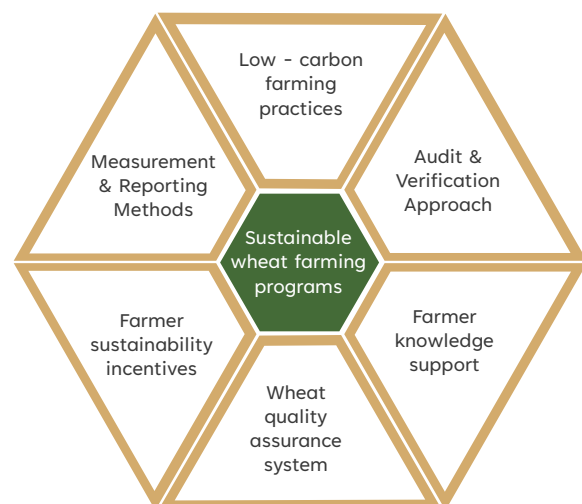 Low - carbon
farming
practices
Measurement
& Reporting
Methods
Audit &
Verification
Approach
Sustainable
wheat farming
programs
Farmer
sustainability
incentives
Farmer
knowledge
support
Wheat
quality
assurance
system